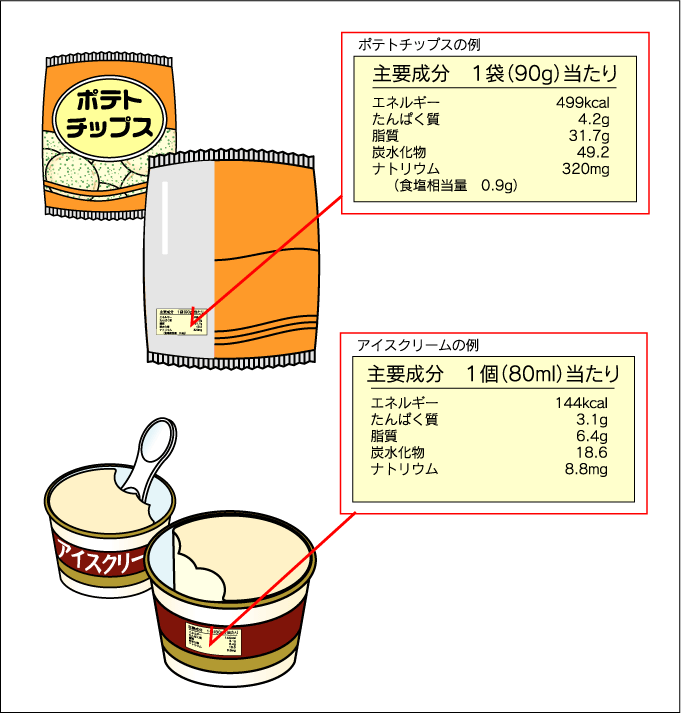 ポテト
チップス
ポテトチップスの例
主要成分　1袋(90g)当たり
エネルギー 499kcal
たんぱく質 4.2g
脂質 31.7g
炭水化物 49.2
ナトリウム 320mg
(食塩相当量　0.9g)
アイスクリームの例
主要成分　1個(80ml)当たり
エネルギー 144kcal
たんぱく質 3.1g
脂質 6.4g
炭水化物 18.6
ナトリウム 8.8mg
アイスクリー